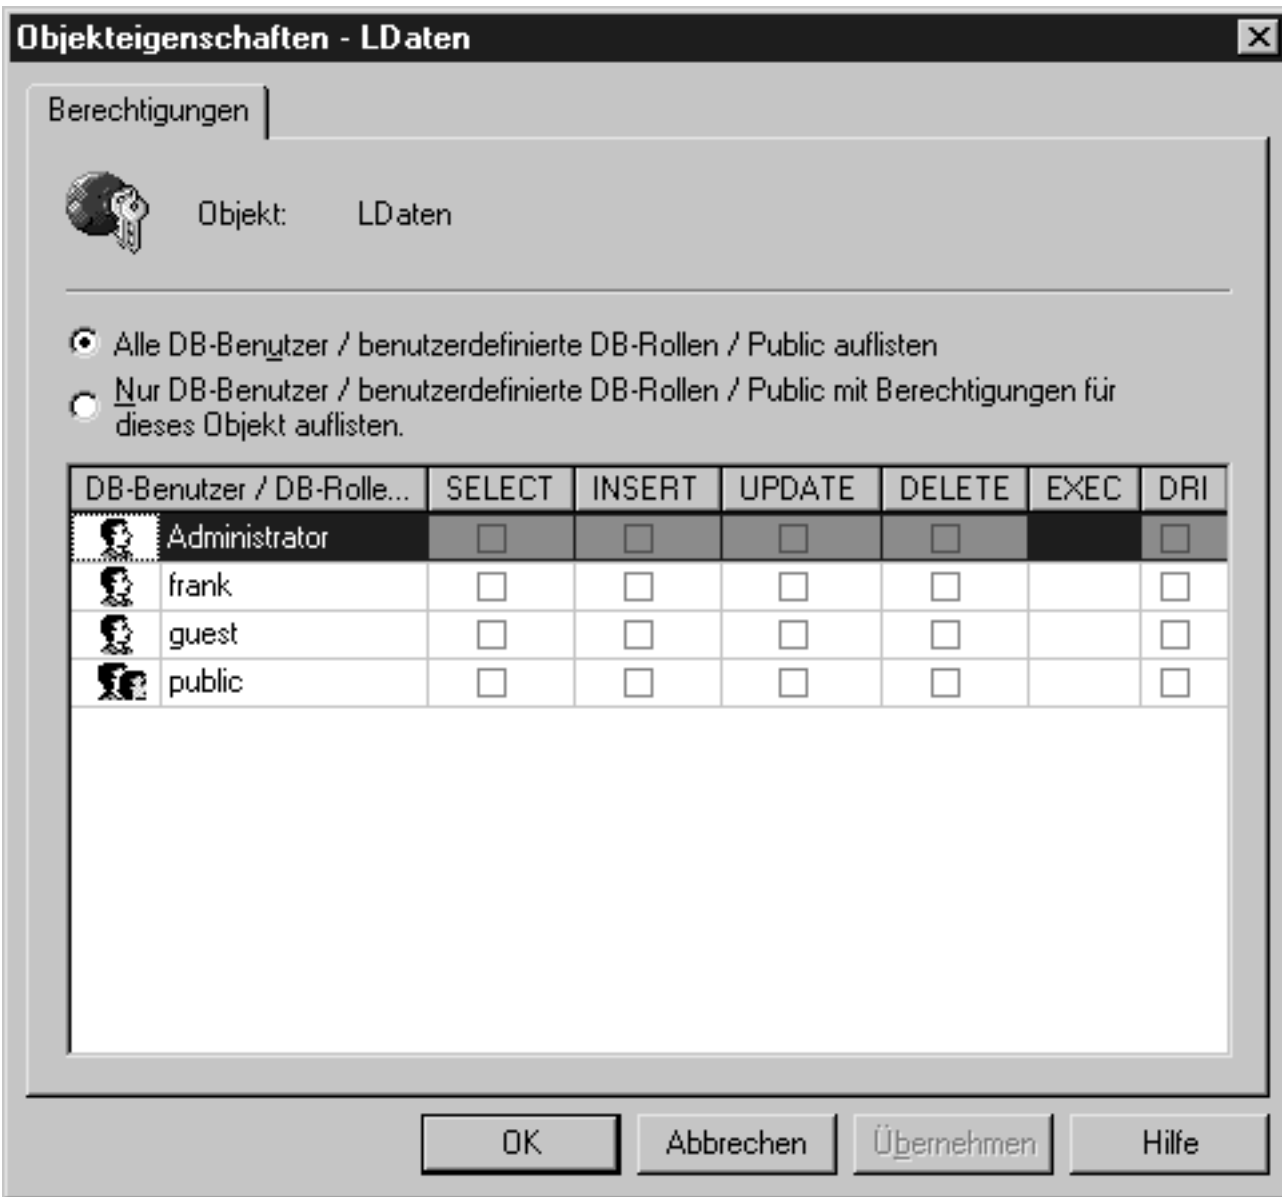 Objekteigenschaften - LDaten
Berechtigungen
Objekt: LDaten
Alle DB-Benutzer / benutzerdefinierte DB-Rollen / Public auflisten
Nur DB-Benutzer / benutzerdefinierte DB-Rollen / Public mit Berechtigungen für
dieses Objekt auflisten.
DB-Benutzer / DB-Rolle... SELECT INSERT UPDATE DELETE EXEC DRI
Administrator
frank
guest
public
OK Abbrechen Übernehmen Hilfe